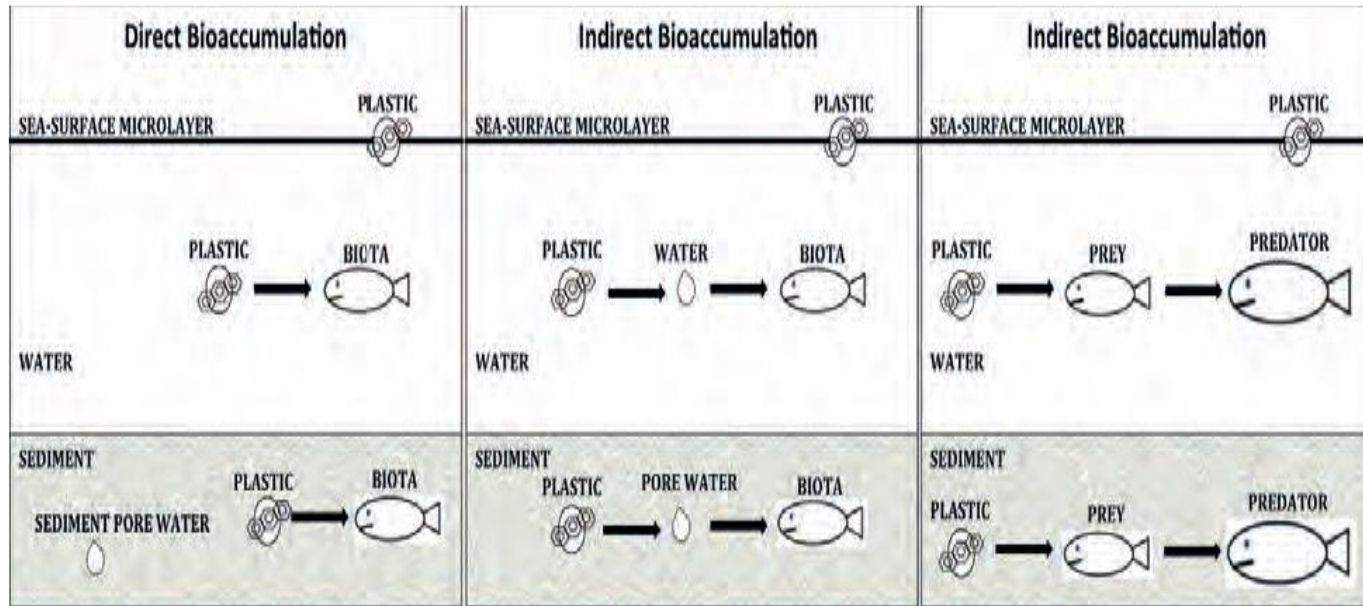 Direct Bioaccumulation
PLASTIC
SEA-SURFACE MICROLAYER
PLASTIC
BIOTA
WATER
SEDIMENT
PLASTIC
BIOTA
SEDIMENT PORE WATER
Indirect Bioaccumulation
PLASTIC
SEA-SURFACE MICROLAYER
PLASTIC
WATER
BIOTA
WATER
SEDIMENT
PLASTIC
PORE WATER
BIOTA
Indirect Bioaccumulation
PLASTIC
SEA-SURFACE MICROLAYER
PLASTIC
PREY
PREDATOR
WATER
SEDIMENT
PLASTIC
PREY
PREDATOR